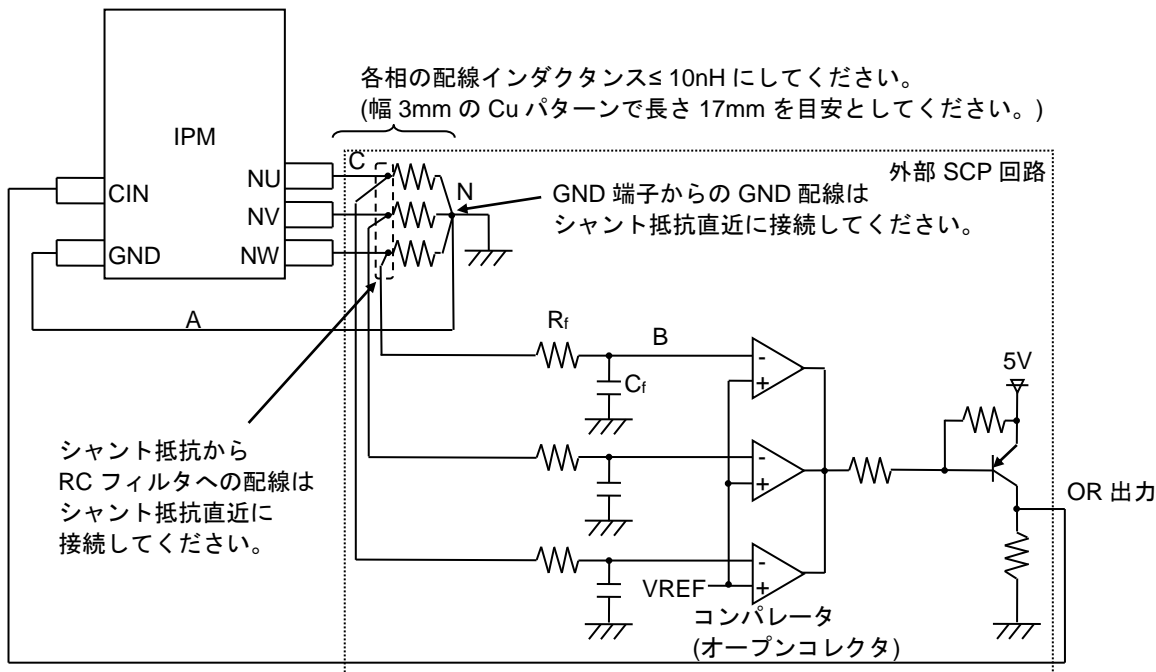 各相の配線インダクタンス≤ 10nH にしてください。
(幅 3mm の Cu パターンで長さ 17mm を目安としてください。)
IPM
外部 SCP 回路
C
NU
CIN
N
GND 端子からの GND 配線は
シャント抵抗直近に接続してください。
NV
GND
NW
A
Rf
B
5V
-
+
Cf
シャント抵抗から
RC フィルタへの配線は
シャント抵抗直近に
接続してください。
-
+
OR 出力
-
+
VREF
コンパレータ
(オープンコレクタ)